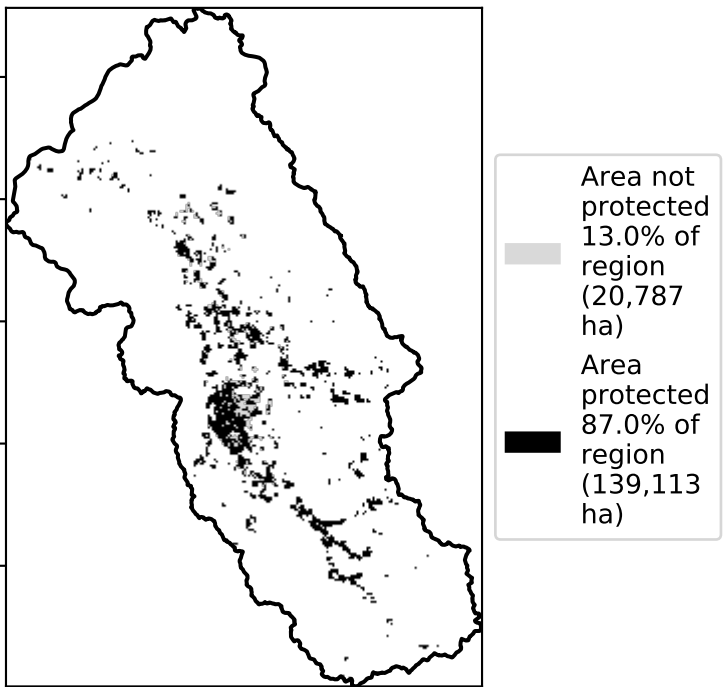 Area not
protected
13.0% of
region
(20,787
ha)
Area
protected
87.0% of
region
(139,113
ha)